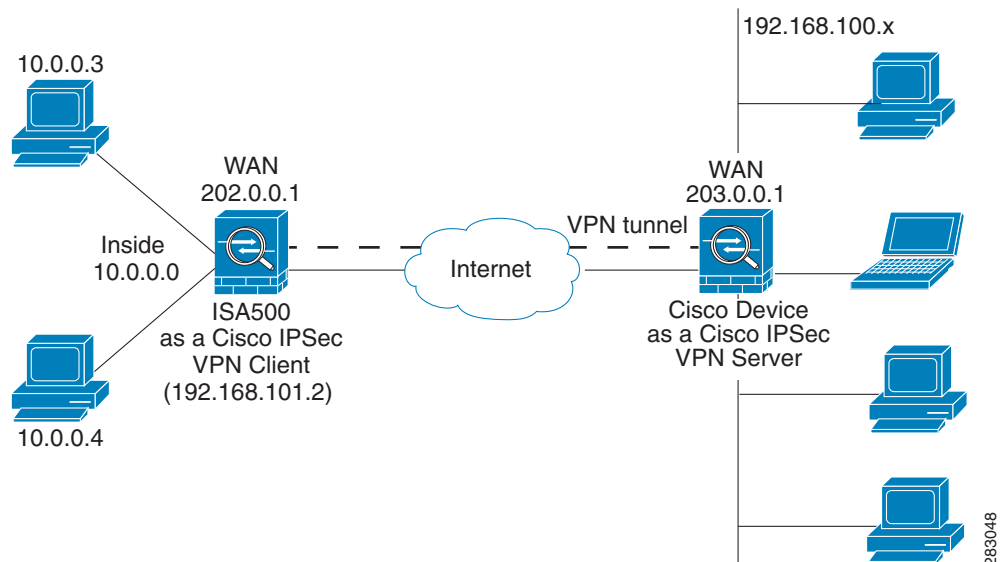 192.168.100.x
10.0.0.3
WAN
202.0.0.1
WAN
203.0.0.1
VPN tunnel
Inside
10.0.0.0
Internet
ISA500
as a Cisco IPSec
VPN Client
(192.168.101.2)
Cisco Device
as a Cisco IPSec
VPN Server
10.0.0.4
283048